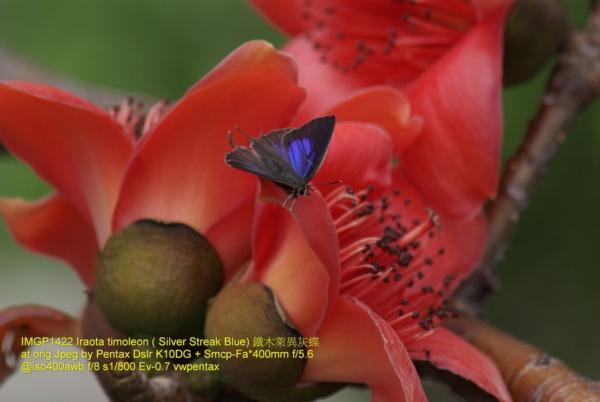 IMGP1422 Iraota timoleon ( Silver Streak Blue) 鐵木萊異灰蝶
at orig Jpeg by Pentax Dslr K10DG + Smcp-Fa*400mm f/5.6
@iso400awb f/8 s1/800 Ev-0.7 vwpentax